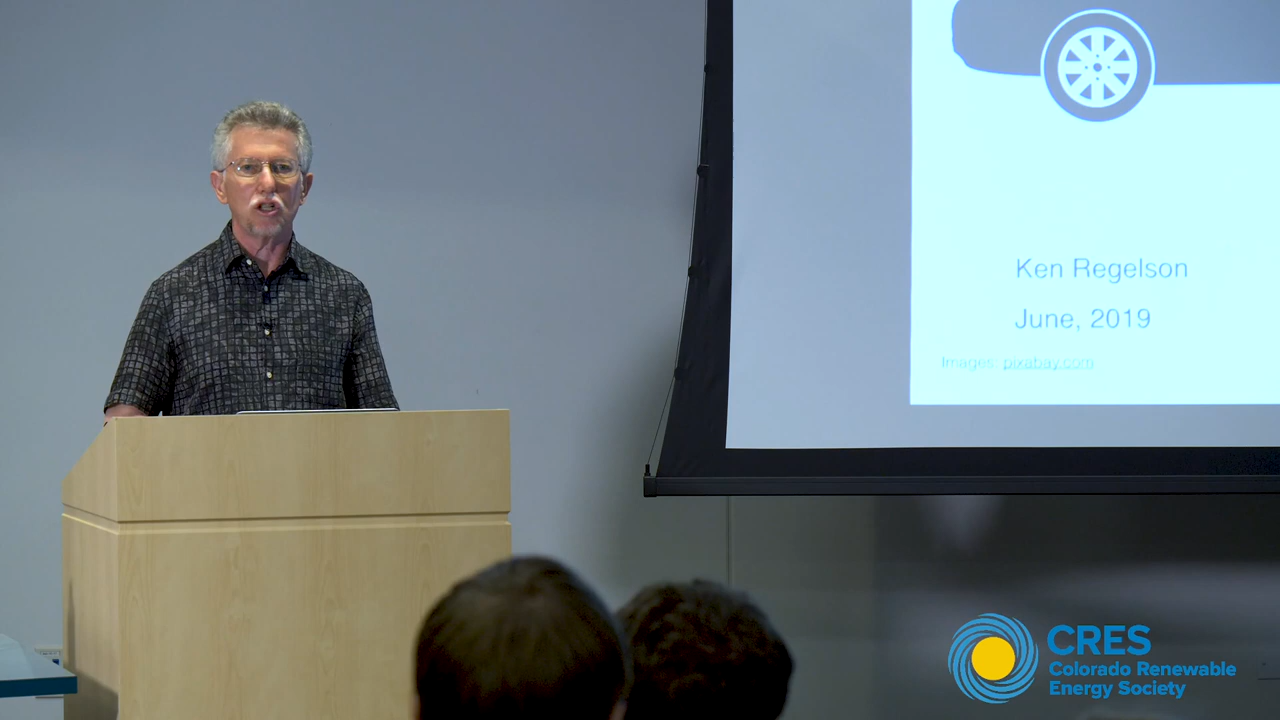 Ken Regelson
June, 2019
Images: pixabay.com
CRES
Colorado Renewable
Energy Society